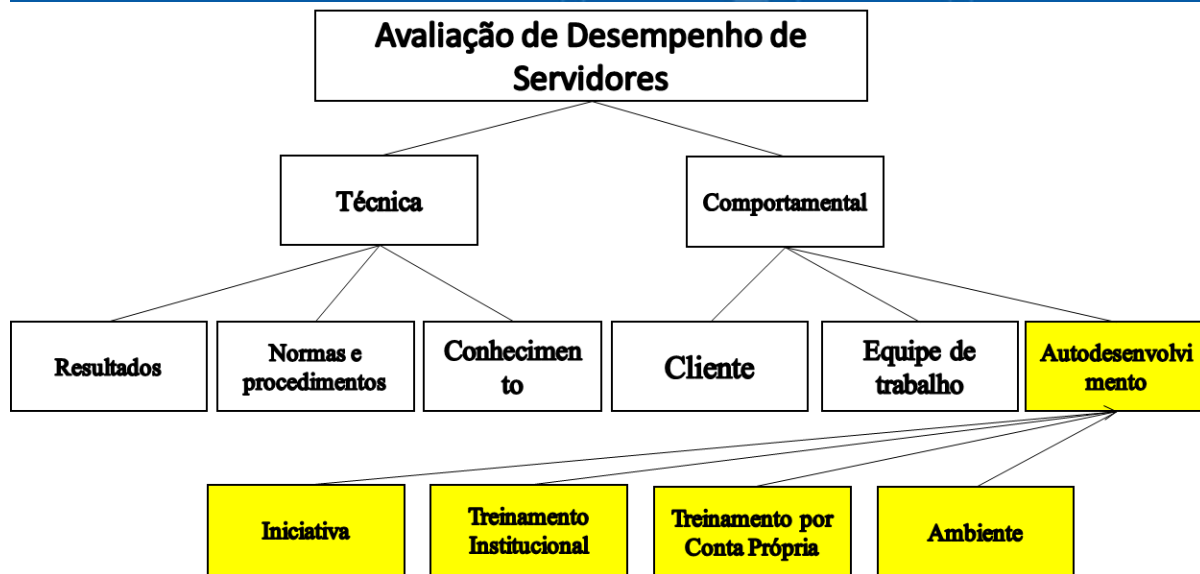 Avaliação de Desempenho de
Servidores
Técnica
Comportamental
Resultados
Normas e
procedimentos
Conhecimen
to
Cliente
Equipe de
trabalho
Autodesenvolvi
mento
Iniciativa
Treinamento
Institucional
Treinamento por
Conta Própria
Ambiente